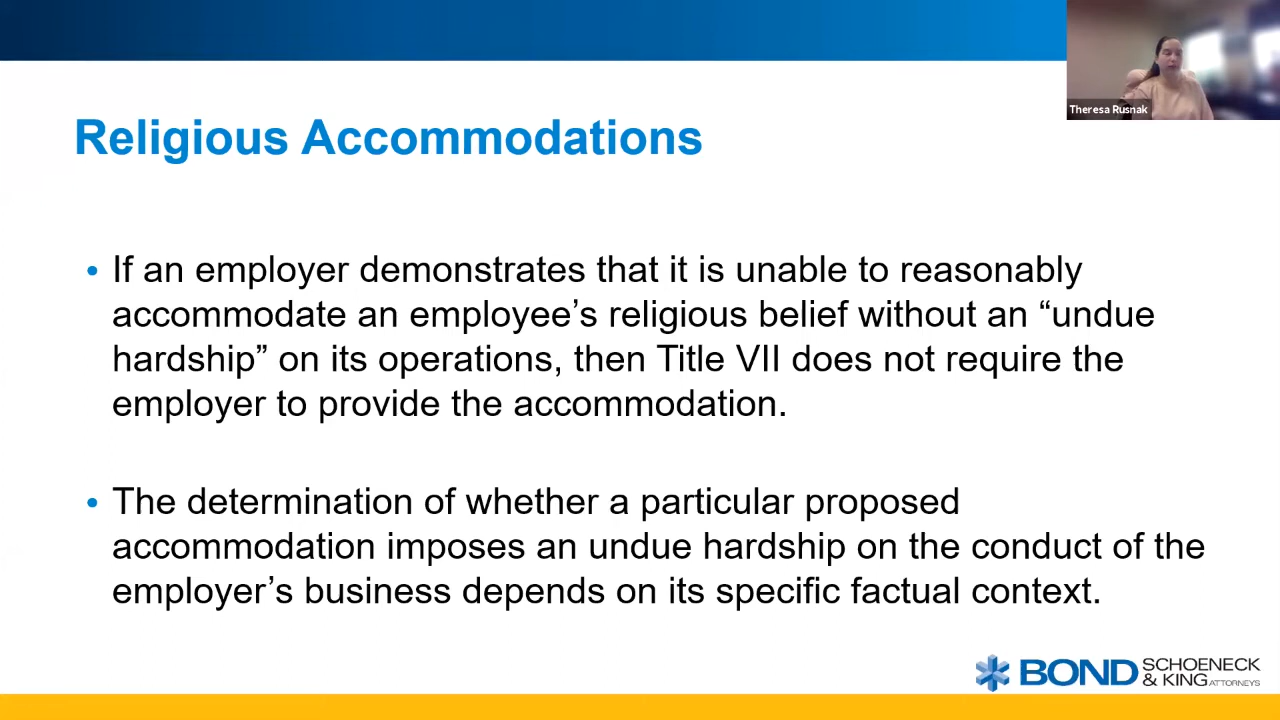 Theresa Rusnak
Religious Accommodations
• If an employer demonstrates that it is unable to reasonably
accommodate an employee’s religious belief without an “undue
hardship” on its operations, then Title VII does not require the
employer to provide the accommodation.
• The determination of whether a particular proposed
accommodation imposes an undue hardship on the conduct of the
employer’s business depends on its specific factual context.
BOND SCHOENECK
& KING ATTORNEYS